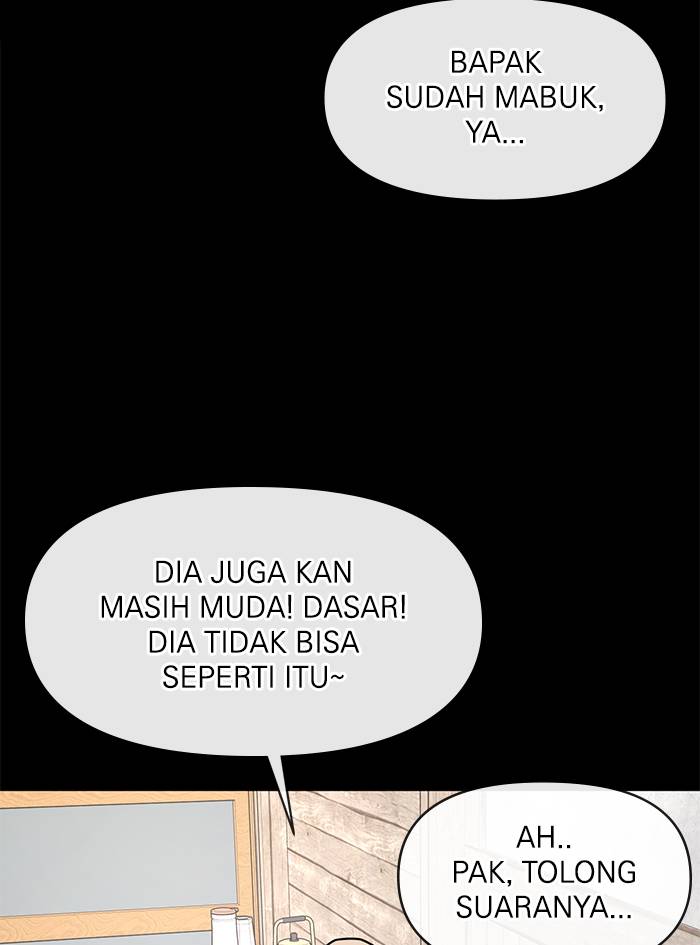 BAPAK
SUDAH MABUK,
YA...
DIA JUGA KAN
MASIH MUDA! DASAR!
DIA TIDAK BISA
SEPERTI ITU~
AH..
PAK, TOLONG
SUARANYA...